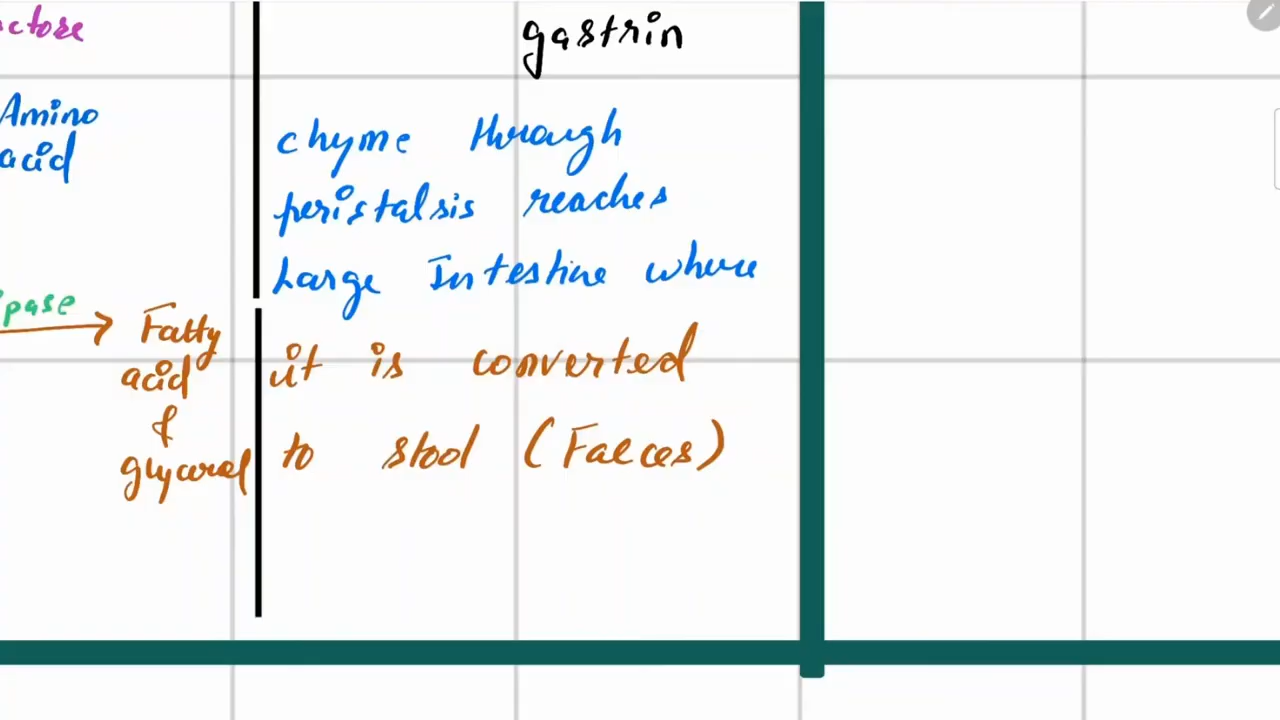 ctose
Amino
acid
pase
Fatty
acid
&
glycerol
gastrin
chyme through
peristalsis reaches
Large Intestine where
it is converted
to stool (Faeces)